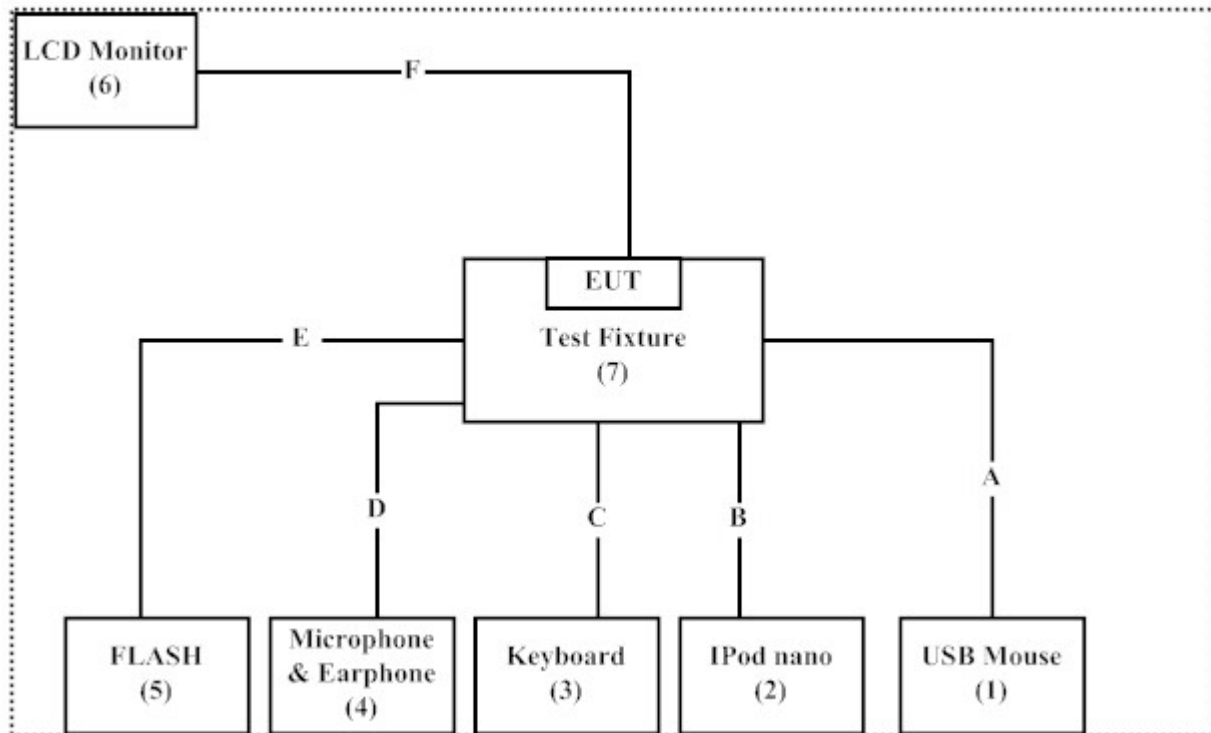 LCD Monitor
(6)
F
EUT
Test Fixture
(7)
E
A
D
C
B
FLASH
(5)
Microphone
& Earphone
(4)
Keyboard
(3)
IPod nano
(2)
USB Mouse
(1)